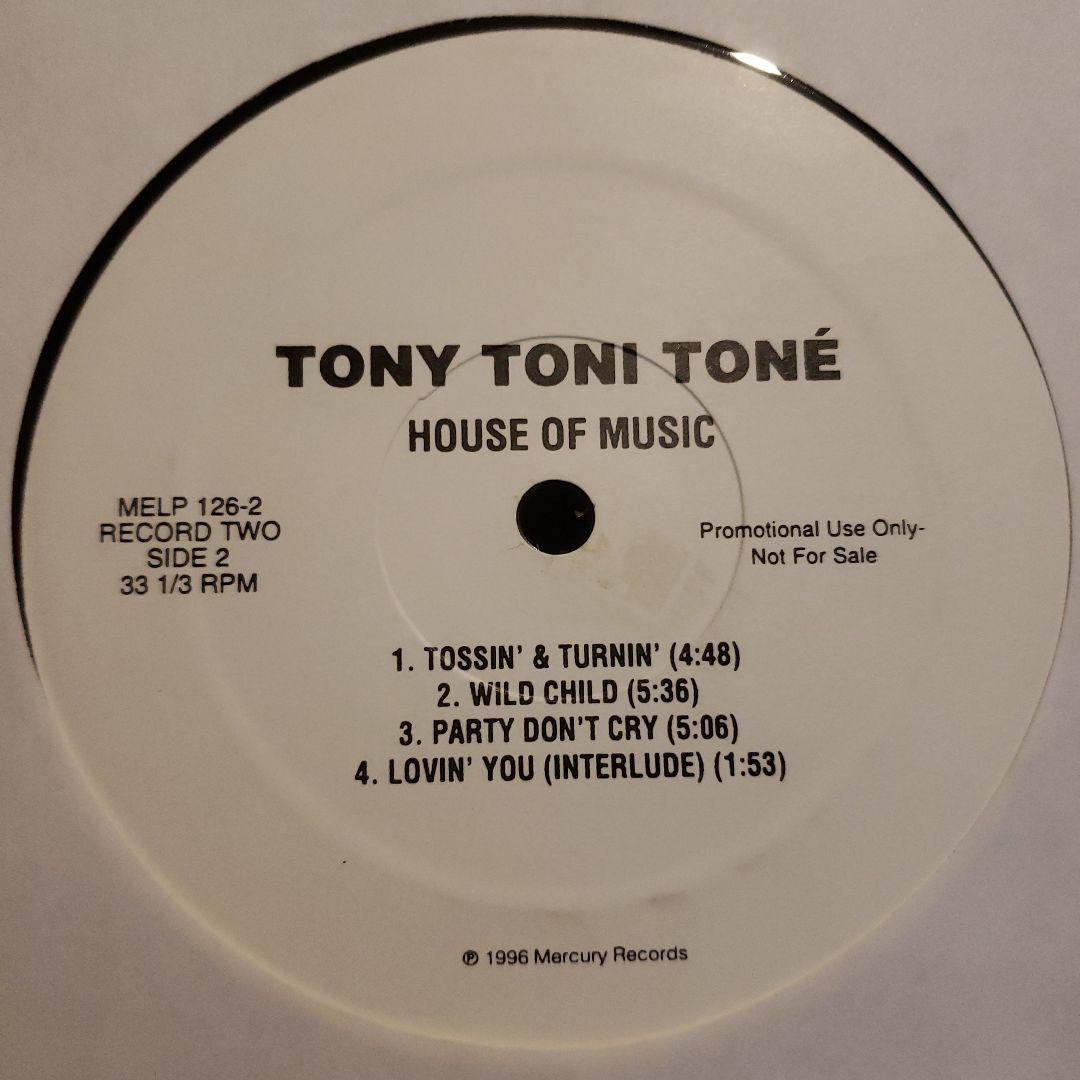 TONY TONI TONÉ
HOUSE OF MUSIC
MELP 126-2
RECORD TWO
SIDE 2
33 1/3 RPM
Promotional Use Only-
Not For Sale
1. TOSSIN' & TURNIN' (4:48)
2. WILD CHILD (5:36)
3. PARTY DON'T CRY (5:06)
4. LOVIN' YOU (INTERLUDE) (1:53)
℗ 1996 Mercury Records